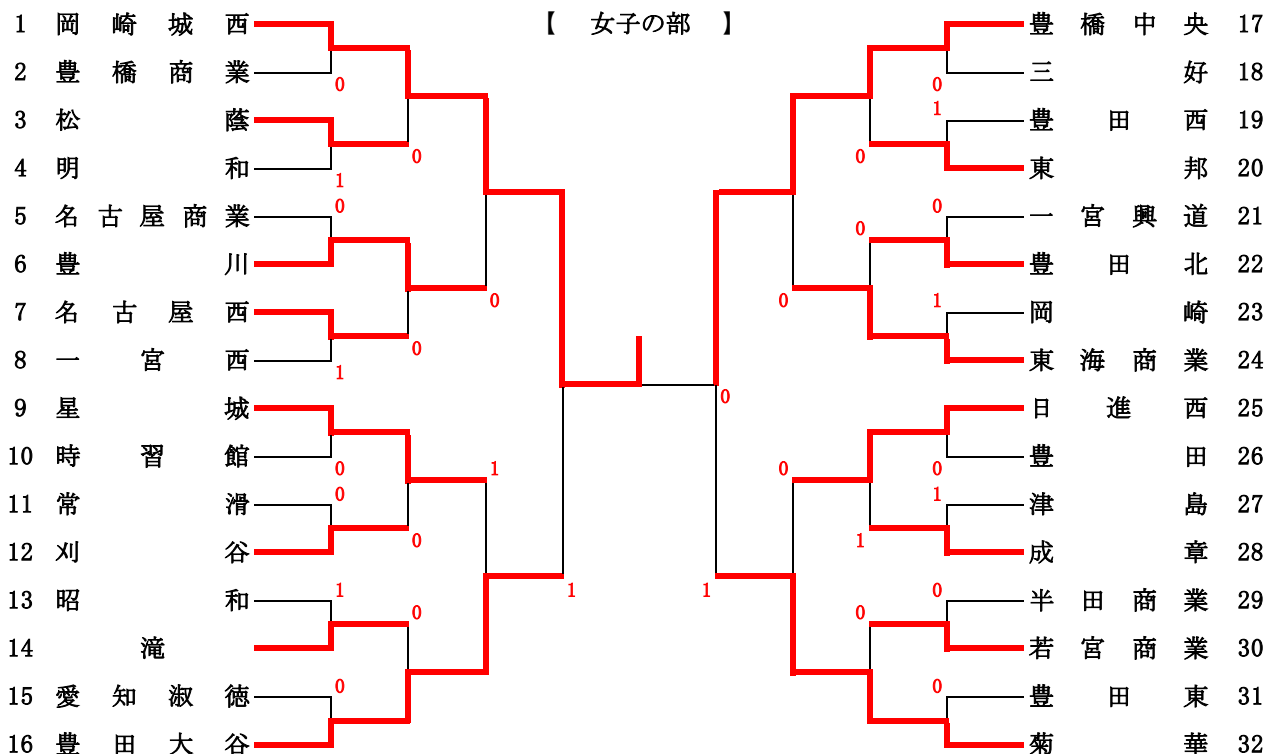 【 女子の部 】
1 岡崎城西
2 豊橋商業
0
3 松蔭
0
4 明和
1
5 名古屋商業
0
6 豊川
7 名古屋西
0
0
8 一宮西
1
9 星城
10 時習館
0
1
11 常滑
0
12 刈谷
0
13 昭和
1
14 滝
0
15 愛知淑徳
0
16 豊田大谷
1
豊橋中央 17
三好 18
0
豊田西 19
1
東邦 20
0
一宮興道 21
0
豊田北 22
0
岡崎 23
1
0
東海商業 24
0
日進西 25
豊田 26
0
0
津島 27
1
成章 28
1
半田商業 29
0
1
若宮商業 30
0
豊田東 31
0
菊華 32